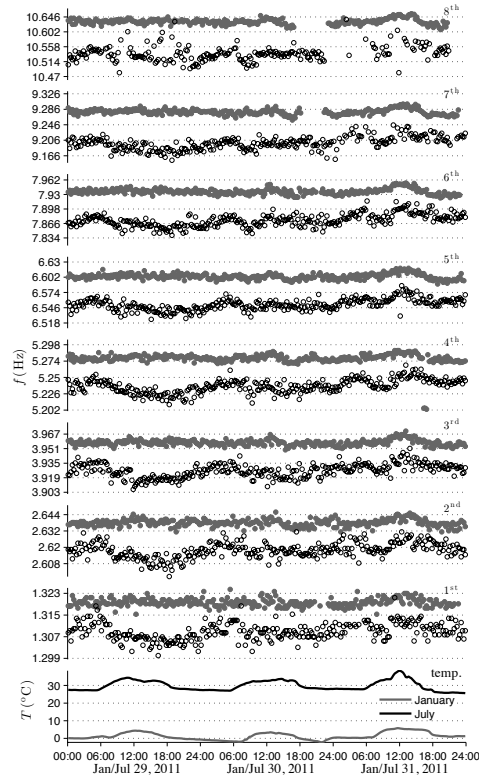 10.646
10.602
10.558
10.514
10.47
8th
9.326
9.286
9.246
9.206
9.166
7th
7.962
7.93
7.898
7.866
7.834
6th
6.63
6.602
6.574
6.546
6.518
5th
5.298
5.274
5.25
5.226
5.202
4th
f (Hz)
3.967
3.951
3.935
3.919
3.903
3rd
2.644
2.632
2.62
2.608
2nd
1.323
1.315
1.307
1.299
1st
30
20
10
0
T (°C)
temp.
January
July
00:00 06:00 12:00 18:00 24:00 06:00 12:00 18:00 24:00 06:00 12:00 18:00 24:00
Jan/Jul 29, 2011 Jan/Jul 30, 2011 Jan/Jul 31, 2011